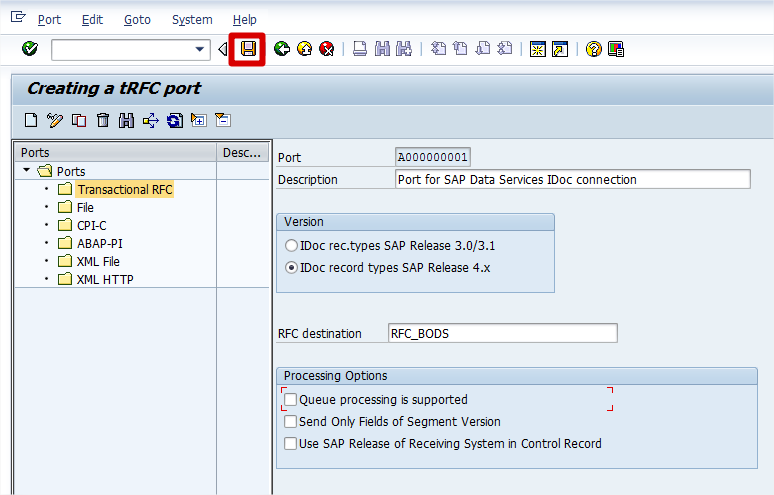 Port Edit Goto System Help
Creating a tRFC port
Ports Desc...
Ports
Transactional RFC
File
CPI-C
ABAP-PI
XML File
XML HTTP
Port A000000001
Description Port for SAP Data Services IDoc connection
Version
IDoc rec.types SAP Release 3.0/3.1
IDoc record types SAP Release 4.x
RFC destination RFC_BODS
Processing Options
Queue processing is supported
Send Only Fields of Segment Version
Use SAP Release of Receiving System in Control Record